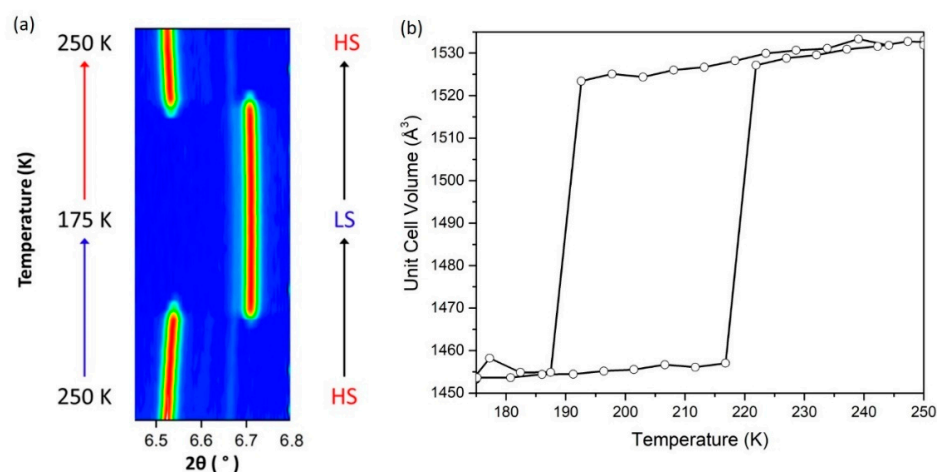 (a)
250 K
175 K
250 K
Temperature (K)
HS
LS
HS
6.5
6.6
6.7
6.8
2θ ( ° )
(b)
1530
1520
1510
1500
1490
1480
1470
1460
1450
Unit Cell Volume (Å³)
180
190
200
210
220
230
240
250
Temperature (K)